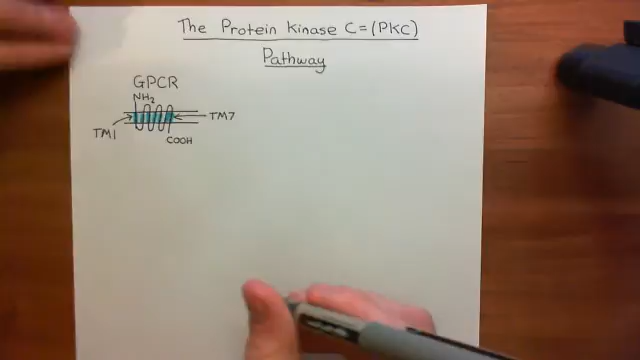 The Protein Kinase C=(PKC)
Pathway
GPCR
NH2
TM1
TM7
COOH